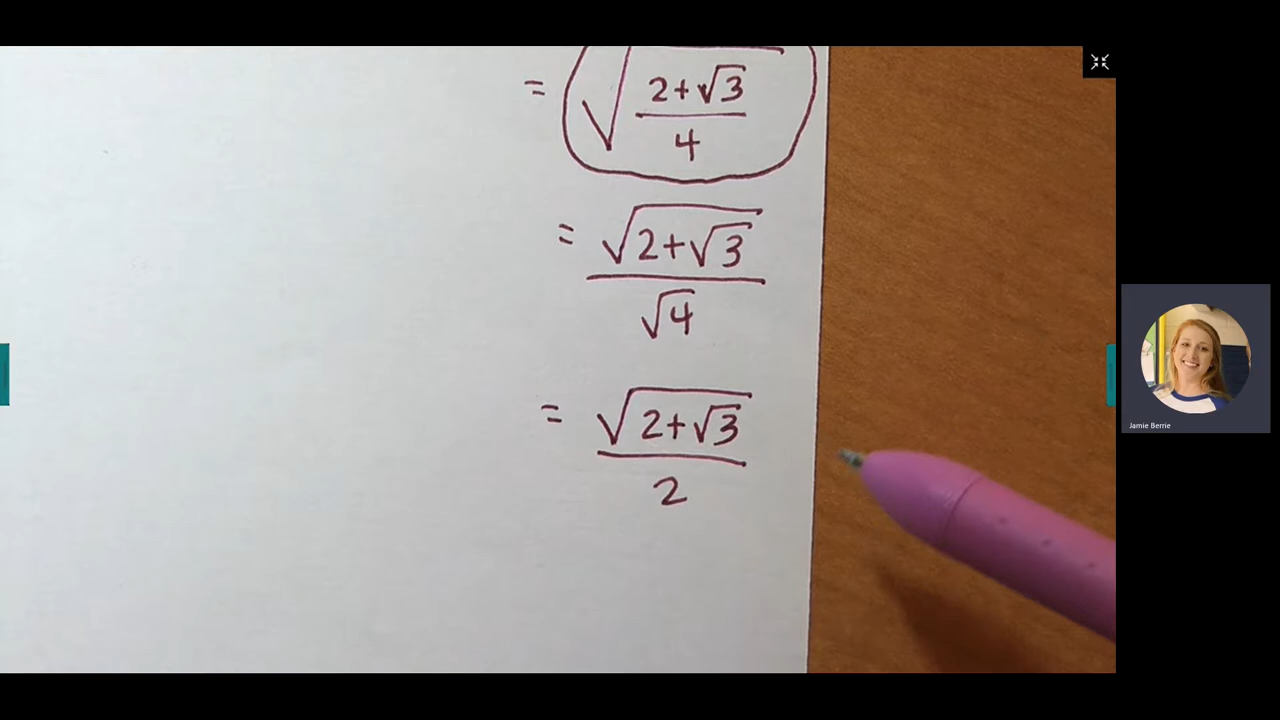 = √((2+√3)/4)
= √(2+√3)/√4
= √(2+√3)/2
Jamie Berrie